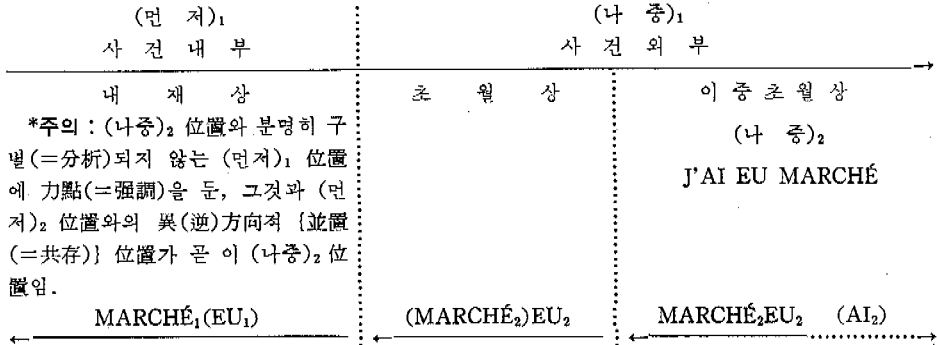 (먼 저)₁ (나 중)₁
사 건 내 부 사 건 외 부
내 재 상 초 월 상 이 중 초 월 상
*주의 : (나중)₂ 位置와 분명히 구
별(=分析)되지 않는 (먼저)₁ 位置
에 力點(=强調)을 둔, 그것과 (먼
저)₂ 位置와의 異(逆)方向적 {並置
(=共存)} 位置가 곧 이 (나중)₂ 位
置임.
(나 중)₂
J'AI EU MARCHÉ
MARCHÉ₁(EU₁) (MARCHÉ₂)EU₂ MARCHÉ₂EU₂ (AI₂)